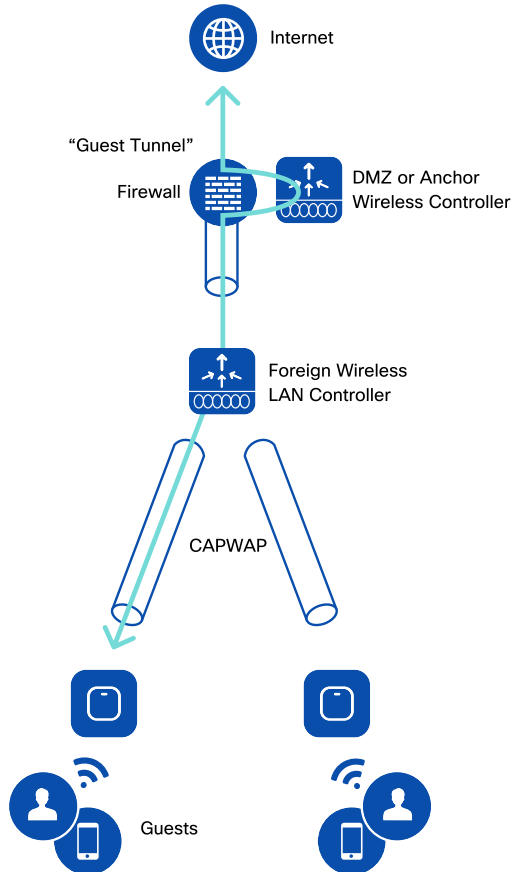 Internet
“Guest Tunnel”
Firewall
DMZ or Anchor
Wireless Controller
Foreign Wireless
LAN Controller
CAPWAP
Guests